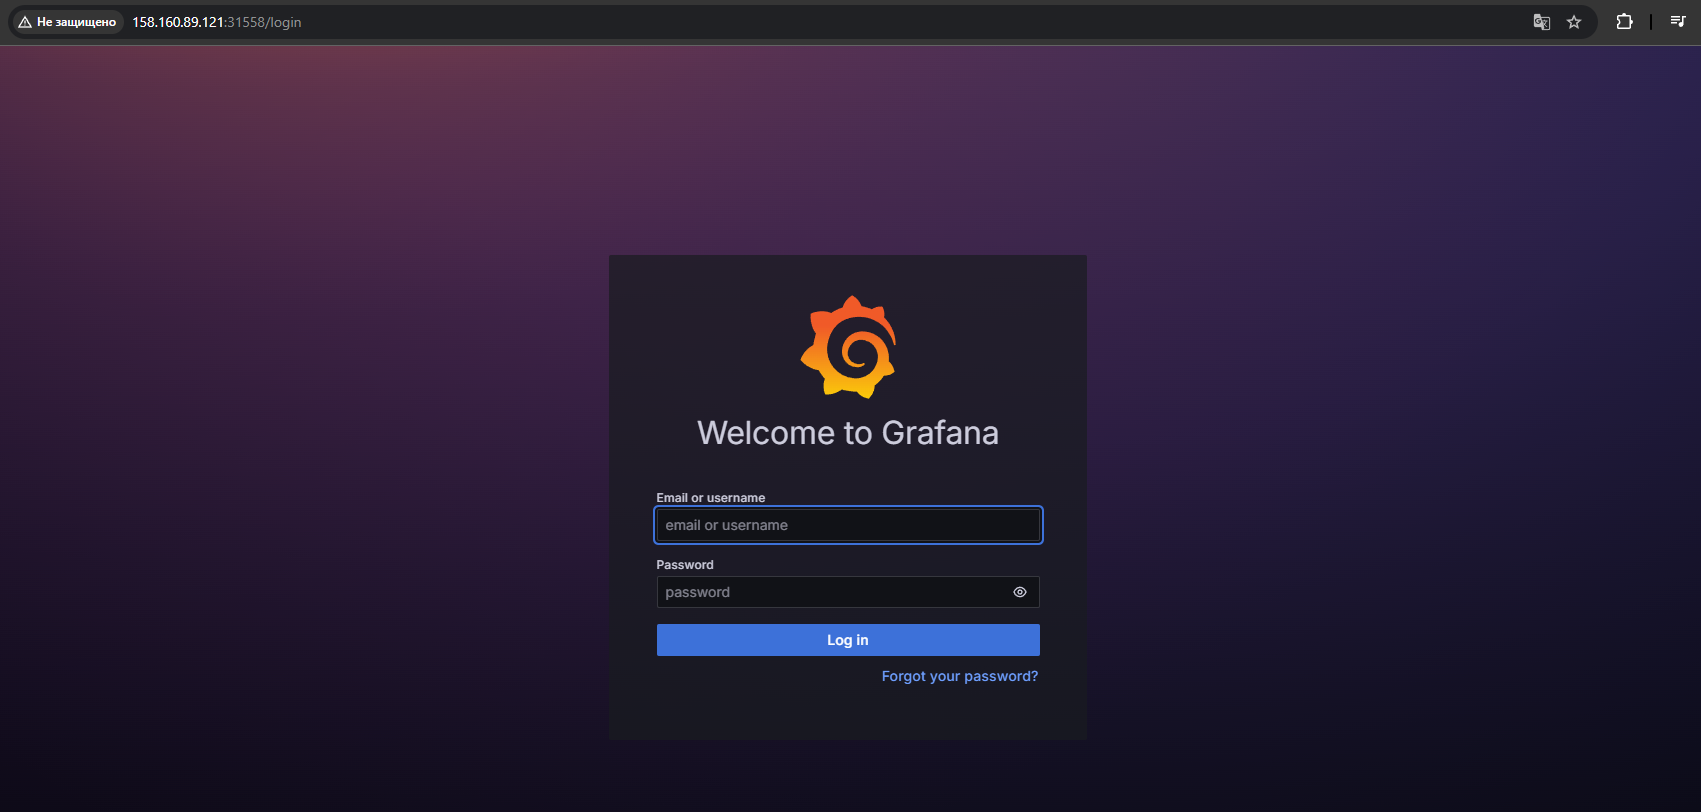 Не защищено 158.160.89.121:31558/login
Welcome to Grafana
Email or username
email or username
Password
password
Log in
Forgot your password?